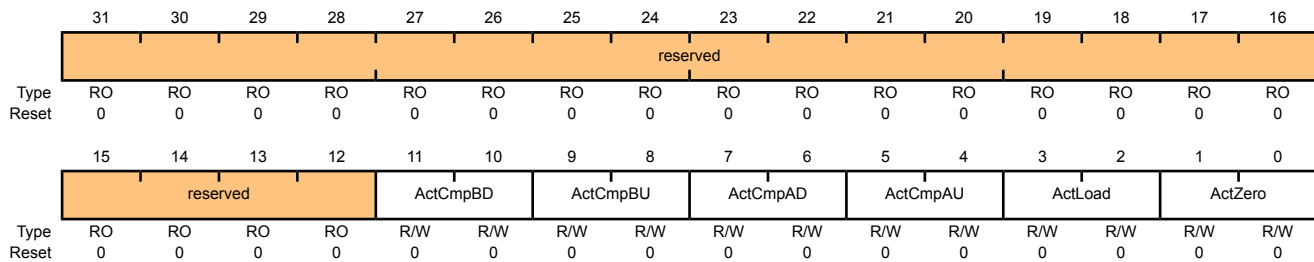 31 30 29 28 27 26 25 24 23 22 21 20 19 18 17 16
reserved
Type RO RO RO RO RO RO RO RO RO RO RO RO RO RO RO RO
Reset 0 0 0 0 0 0 0 0 0 0 0 0 0 0 0 0
15 14 13 12 11 10 9 8 7 6 5 4 3 2 1 0
reserved ActCmpBD ActCmpBU ActCmpAD ActCmpAU ActLoad ActZero
Type RO RO RO RO R/W R/W R/W R/W R/W R/W R/W R/W R/W R/W R/W R/W
Reset 0 0 0 0 0 0 0 0 0 0 0 0 0 0 0 0